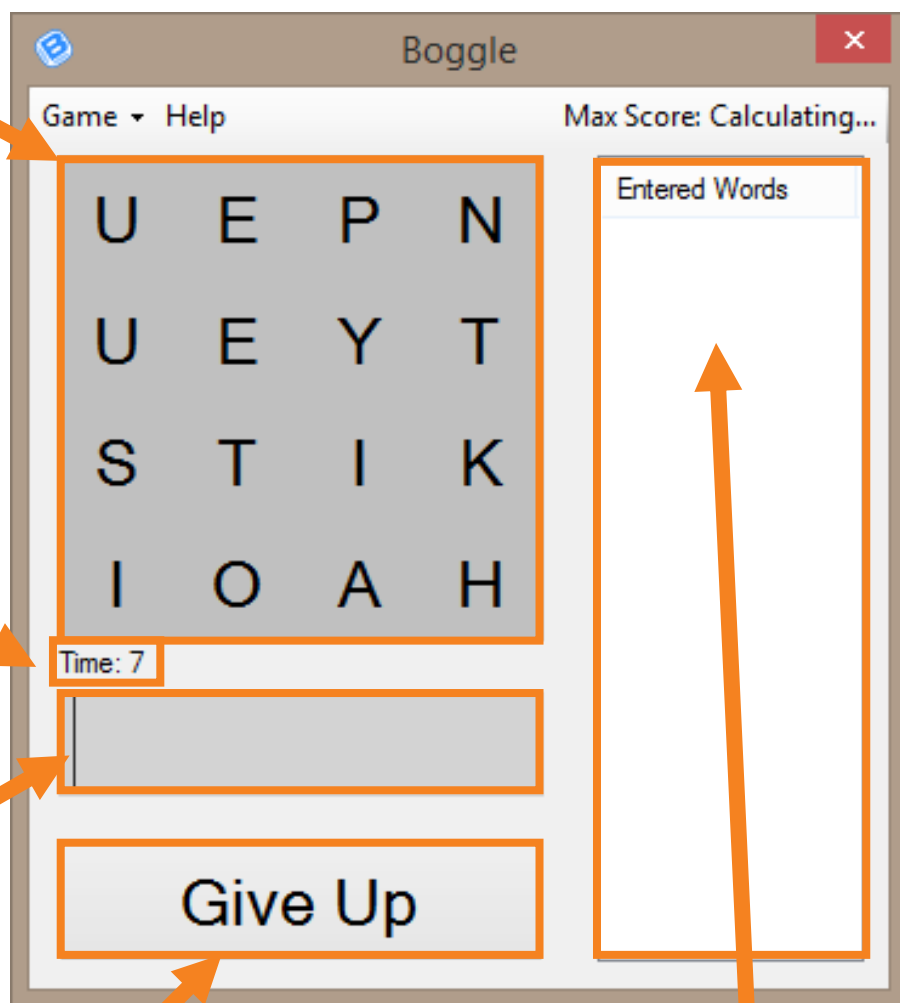 Boggle
Game Help Max Score: Calculating...
U E P N
Entered Words
U E Y T
S T I K
I O A H
Time: 7
Give Up